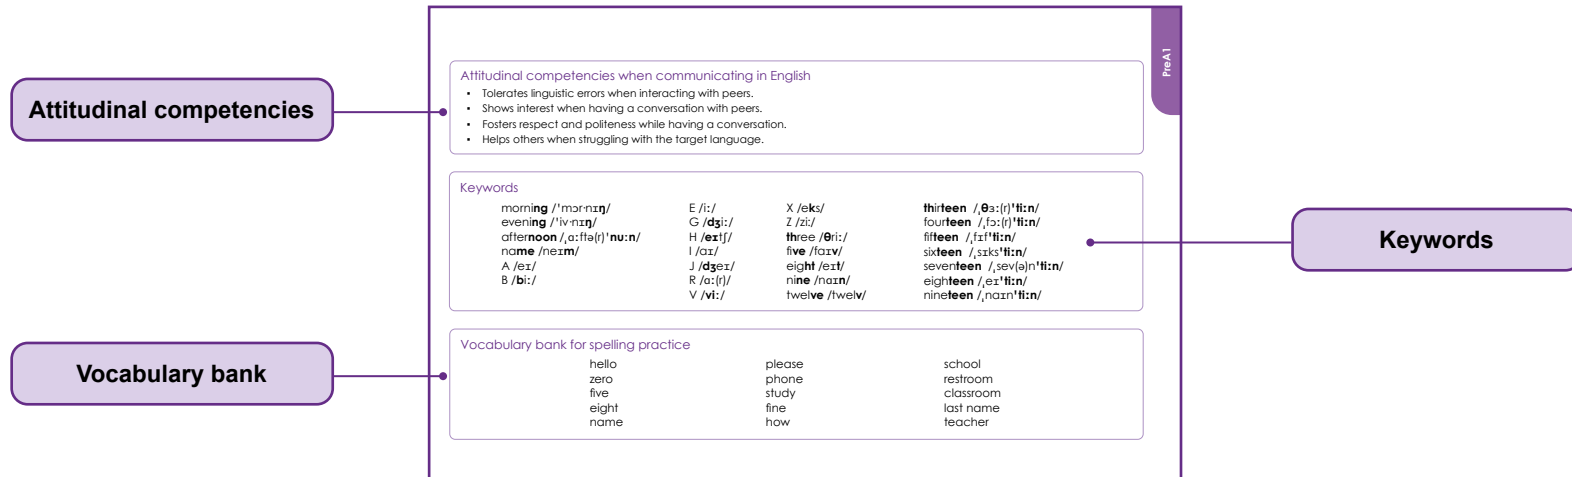 PreA1
Attitudinal competencies
Attitudinal competencies when communicating in English
• Tolerates linguistic errors when interacting with peers.
• Shows interest when having a conversation with peers.
• Fosters respect and politeness while having a conversation.
• Helps others when struggling with the target language.
Keywords
morning /ˈmɔr·nɪŋ/
evening /ˈiv·nɪŋ/
afternoon /ˌɑːftə(r)ˈnuːn/
name /neɪm/
A /eɪ/
B /biː/
E /iː/
G /dʒiː/
H /eɪtʃ/
I /aɪ/
J /dʒeɪ/
R /ɑː(r)/
V /viː/
X /eks/
Z /ziː/
three /θriː/
five /faɪv/
eight /eɪt/
nine /naɪn/
twelve /twelv/
thirteen /ˌθɜː(r)ˈtiːn/
fourteen /ˌfɔː(r)ˈtiːn/
fifteen /ˌfɪfˈtiːn/
sixteen /ˌsɪksˈtiːn/
seventeen /ˌsev(ə)nˈtiːn/
eighteen /ˌeɪˈtiːn/
nineteen /ˌnaɪnˈtiːn/
Keywords
Vocabulary bank
Vocabulary bank for spelling practice
hello
zero
five
eight
name
please
phone
study
fine
how
school
restroom
classroom
last name
teacher